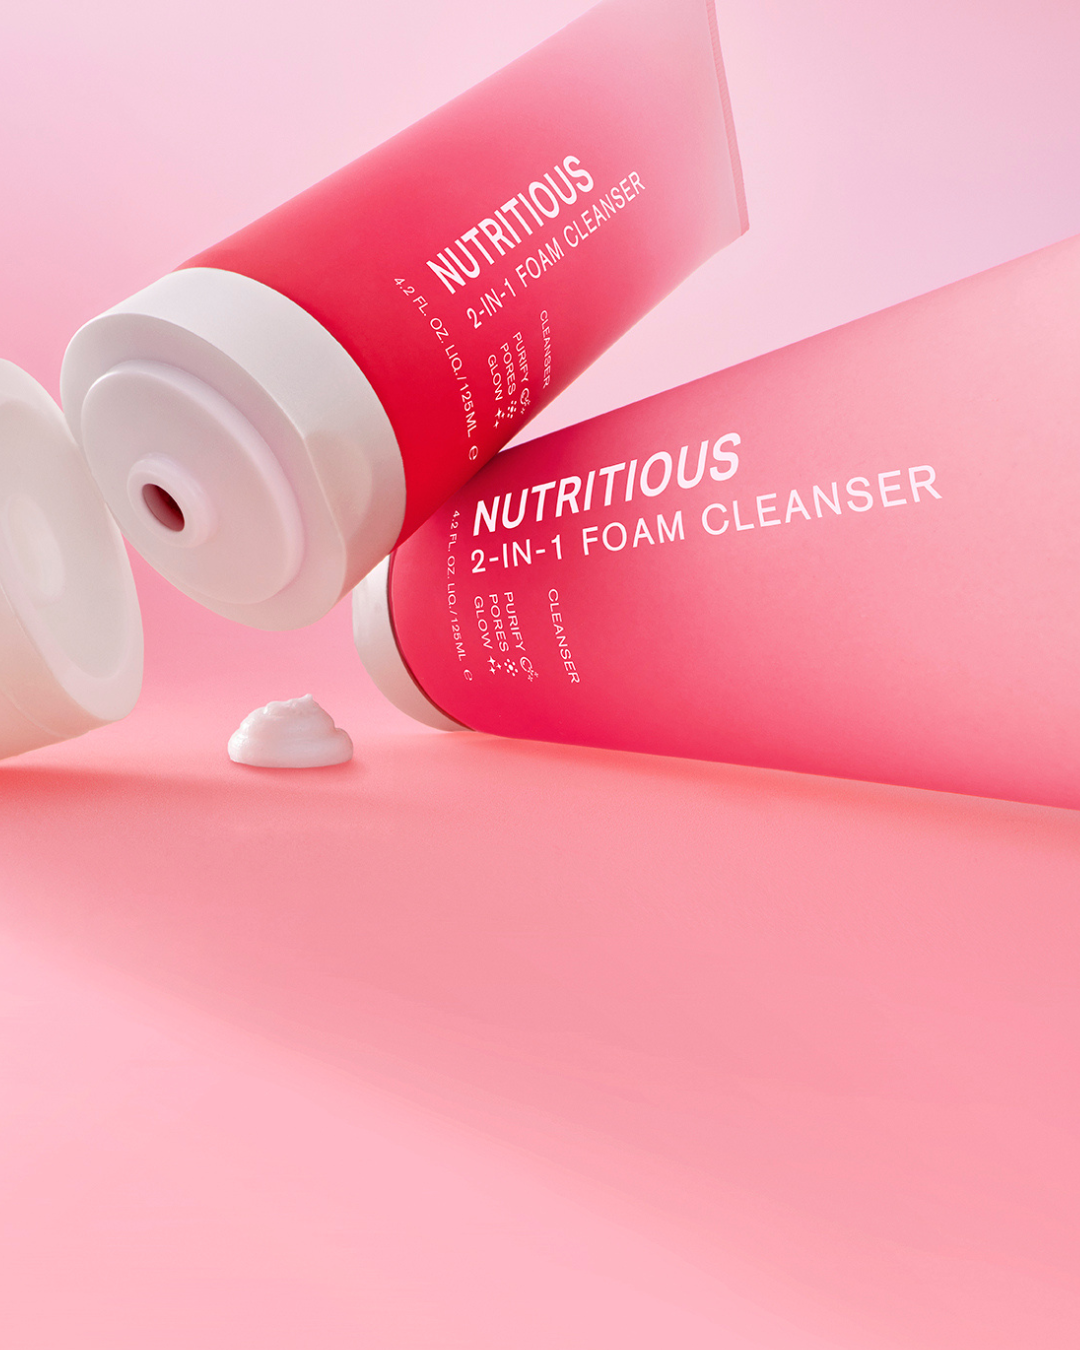 NUTRITIOUS
2-IN-1 FOAM CLEANSER
CLEANSER
PURIFY
PORES
GLOW
4.2 FL. OZ. LIQ./125ML ℮
NUTRITIOUS
2-IN-1 FOAM CLEANSER
CLEANSER
PURIFY
PORES
GLOW
4.2 FL. OZ. LIQ./125ML ℮